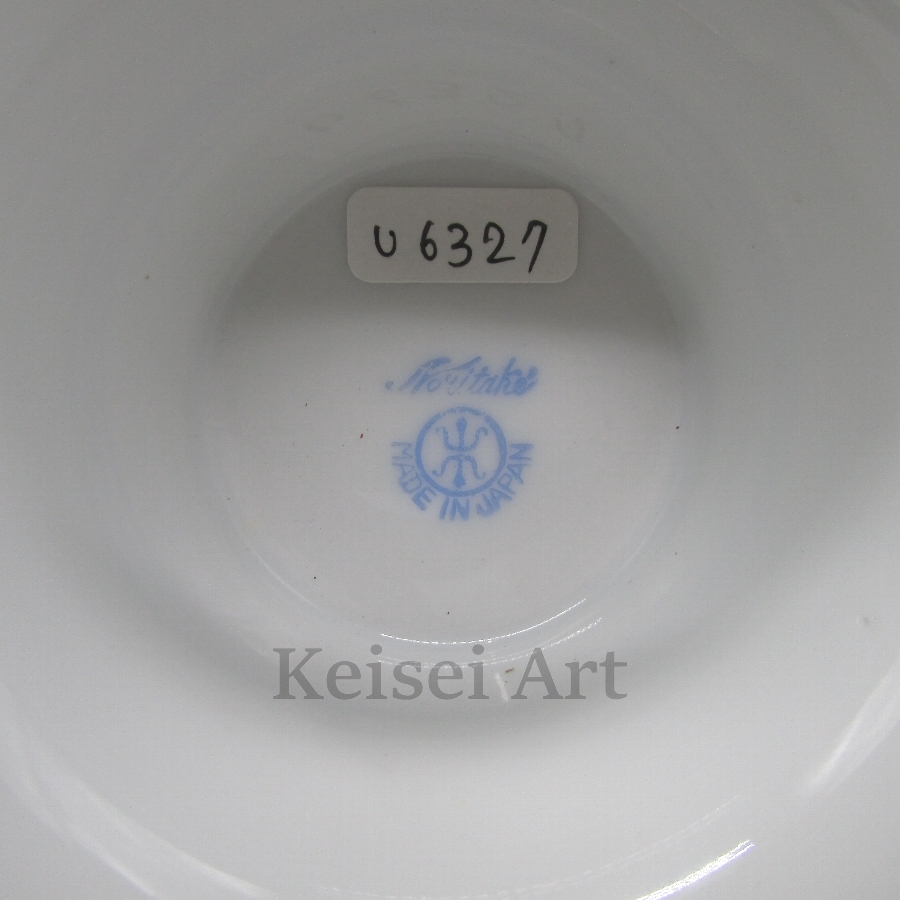 U 6327
Noritake
MADE IN JAPAN
Keisei Art